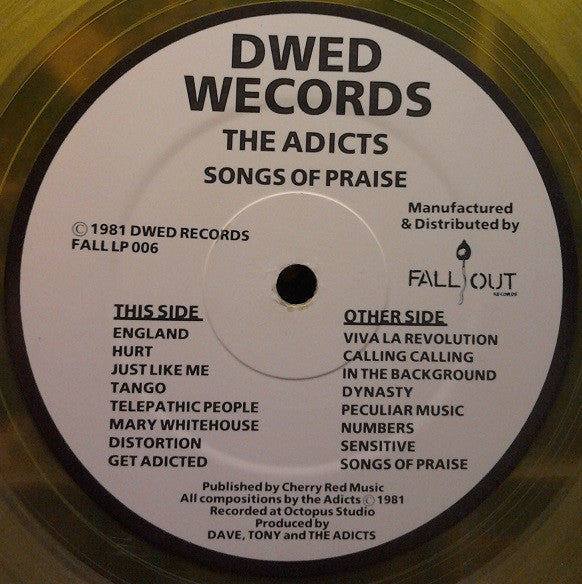 DWED
WECORDS
THE ADICTS
SONGS OF PRAISE
© 1981 DWED RECORDS
FALL LP 006
Manufactured
& Distributed by
FALL OUT
RECORDS
THIS SIDE
ENGLAND
HURT
JUST LIKE ME
TANGO
TELEPATHIC PEOPLE
MARY WHITEHOUSE
DISTORTION
GET ADICTED
OTHER SIDE
VIVA LA REVOLUTION
CALLING CALLING
IN THE BACKGROUND
DYNASTY
PECULIAR MUSIC
NUMBERS
SENSITIVE
SONGS OF PRAISE
Published by Cherry Red Music
All compositions by the Adicts © 1981
Recorded at Octopus Studio
Produced by
DAVE, TONY and THE ADICTS